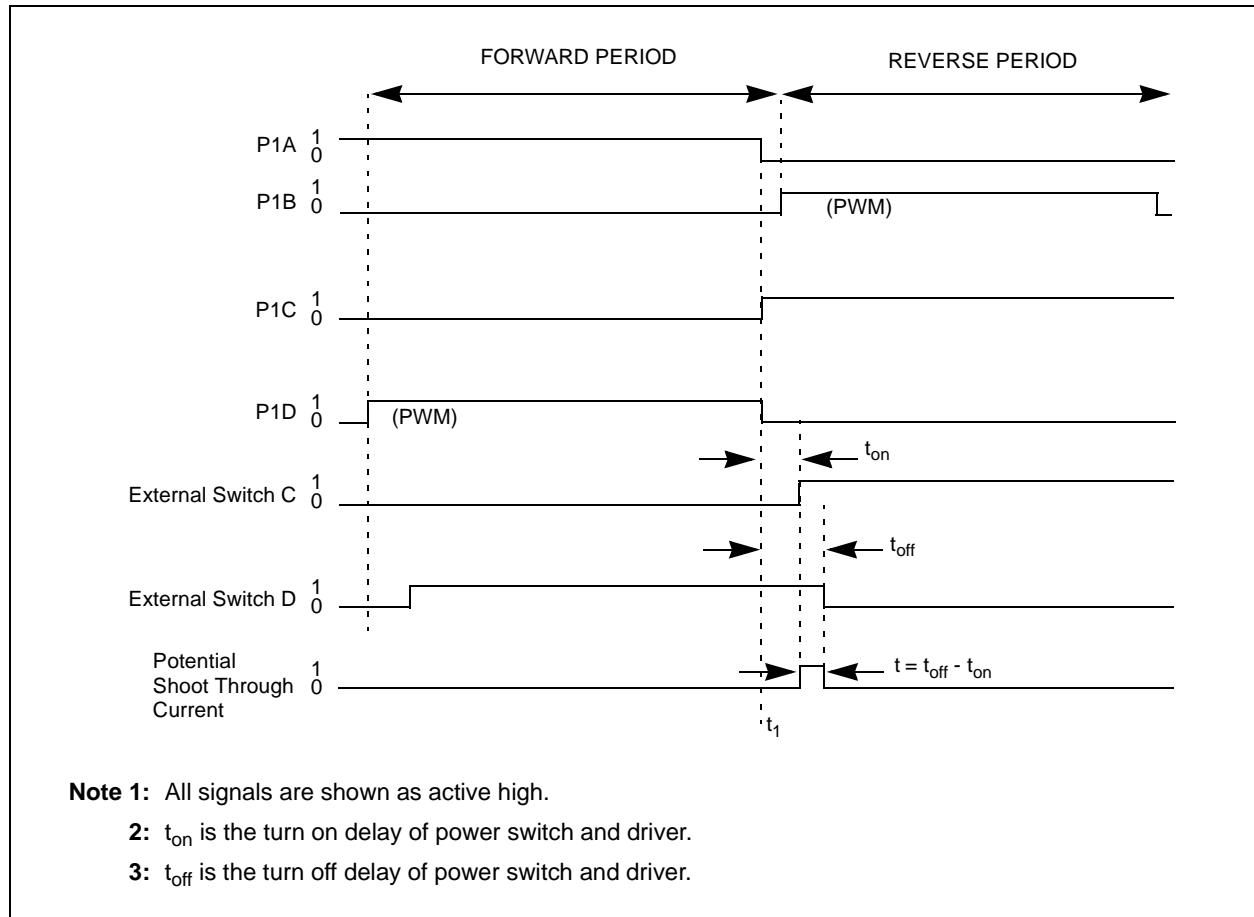 FORWARD PERIOD
REVERSE PERIOD
P1A 1
0
P1B 1
0
(PWM)
P1C 1
0
P1D 1
0
(PWM)
ton
External Switch C 1
0
toff
External Switch D 1
0
Potential
Shoot Through
Current
1
0
t = toff - ton
t1
Note 1: All signals are shown as active high.
2: ton is the turn on delay of power switch and driver.
3: toff is the turn off delay of power switch and driver.